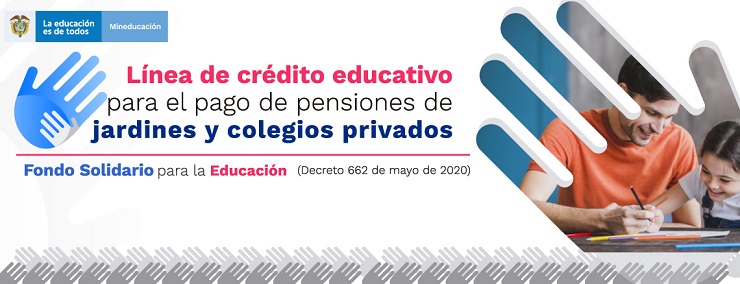 La educación
es de todos
Mineducación
Línea de crédito educativo
para el pago de pensiones de
jardines y colegios privados
Fondo Solidario para la Educación (Decreto 662 de mayo de 2020)